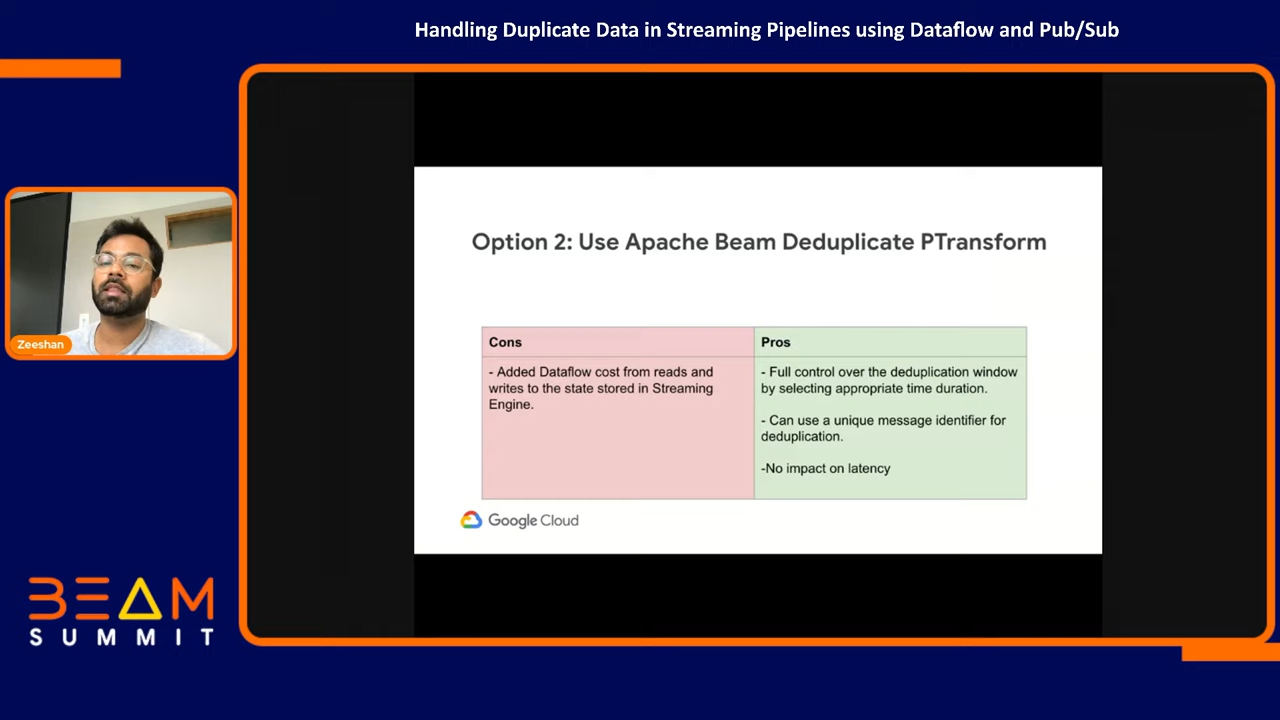 Handling Duplicate Data in Streaming Pipelines using Dataflow and Pub/Sub
Zeeshan
Option 2: Use Apache Beam Deduplicate PTransform
Cons
- Added Dataflow cost from reads and
writes to the state stored in Streaming
Engine.
Pros
- Full control over the deduplication window
by selecting appropriate time duration.
- Can use a unique message identifier for
deduplication.
-No impact on latency
Google Cloud
BEAM
SUMMIT